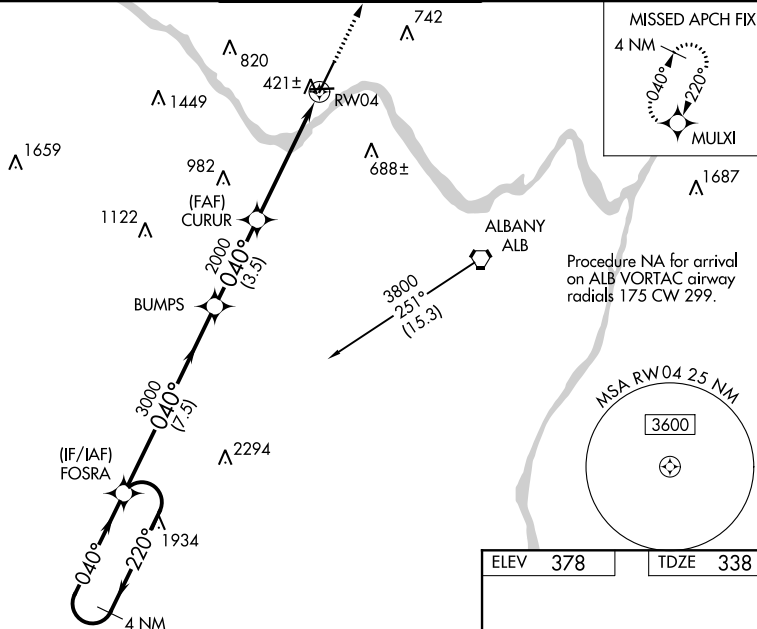 742
820
421±
RW04
1449
1659
982
688±
(FAF)
CURUR
1122
2000
040°
(3.5)
BUMPS
3000
040°
(7.5)
(IF/IAF)
FOSRA
2294
1934
040°
220°
4 NM
ALBANY
ALB
3800
251°
(15.3)
MISSED APCH FIX
4 NM
040°
220°
MULXI
1687
Procedure NA for arrival
on ALB VORTAC airway
radials 175 CW 299.
MSA RW04 25 NM
3600
ELEV 378
TDZE 338